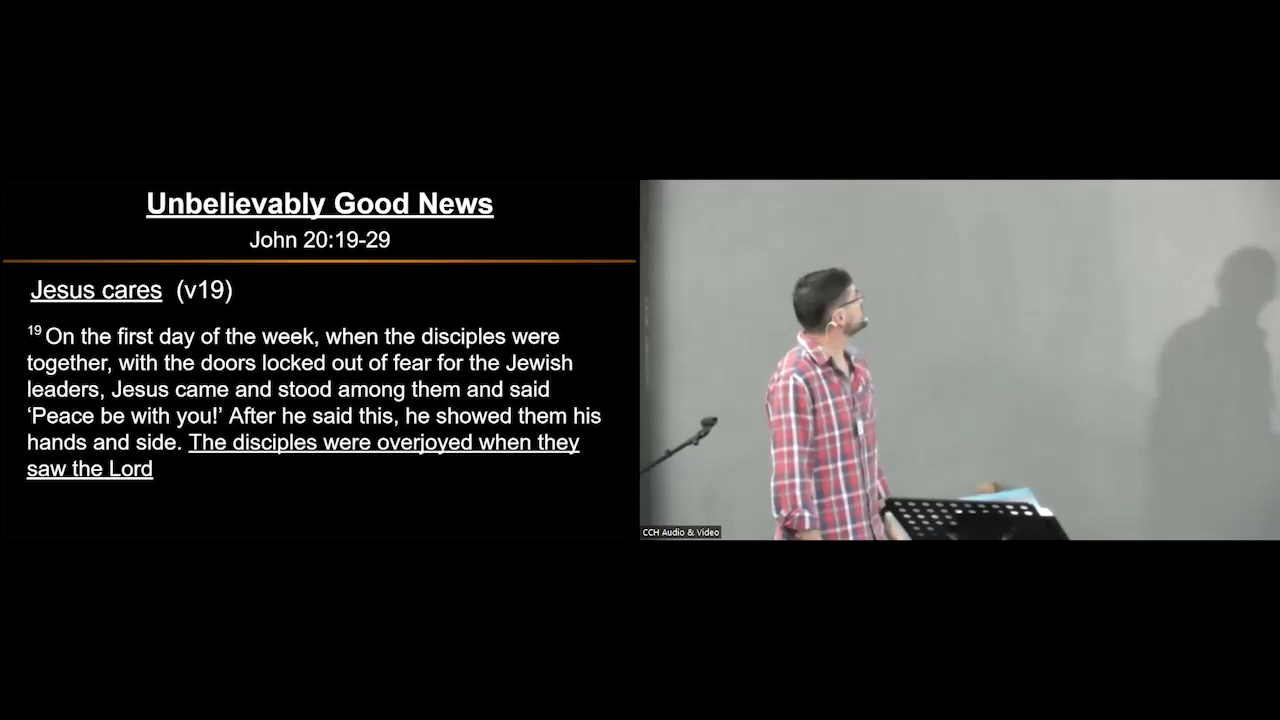 Unbelievably Good News
John 20:19-29
Jesus cares (v19)
19 On the first day of the week, when the disciples were
together, with the doors locked out of fear for the Jewish
leaders, Jesus came and stood among them and said
‘Peace be with you!’ After he said this, he showed them his
hands and side. The disciples were overjoyed when they
saw the Lord
CCH Audio & Video